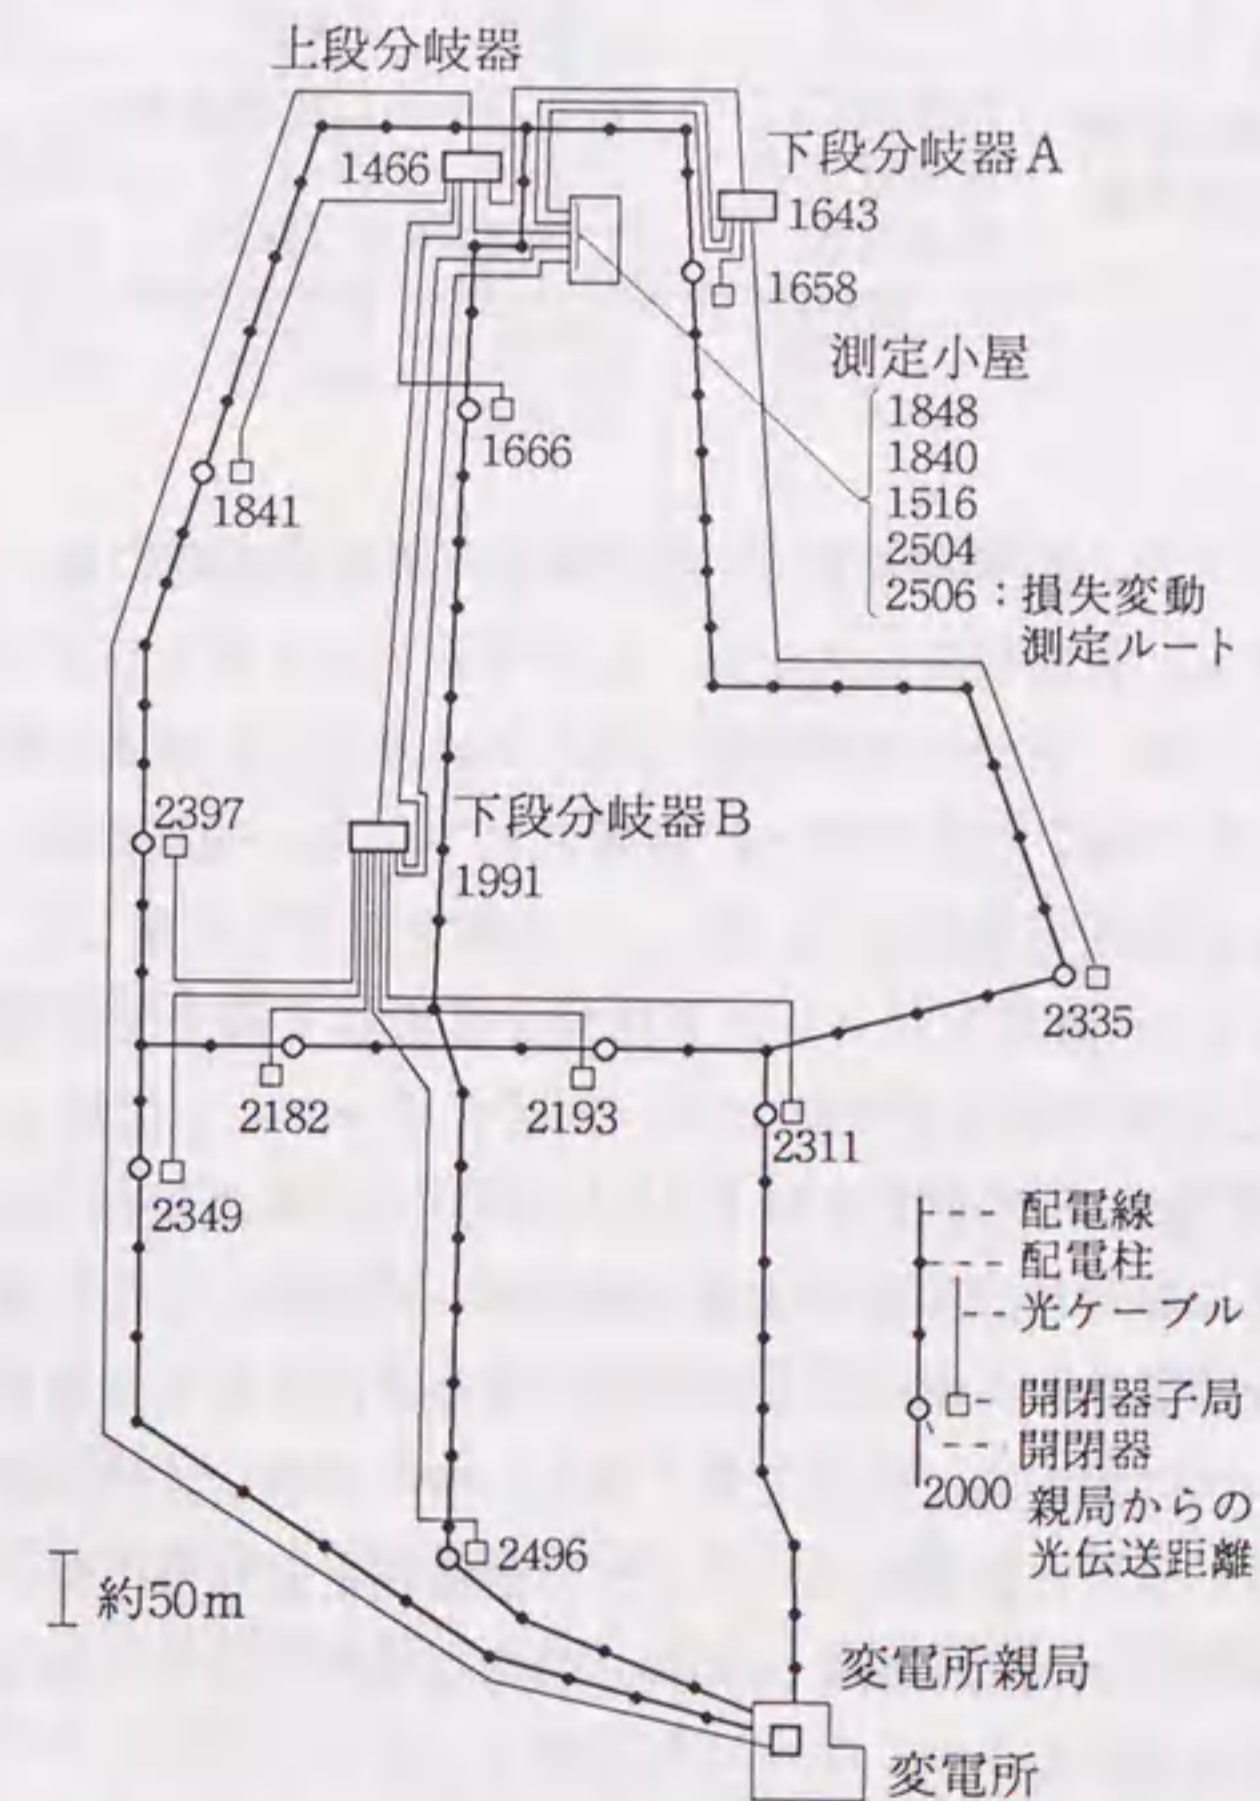 上段分岐器
1466
下段分岐器A
1643
1658
測定小屋
1848
1840
1516
2504
2506：損失変動
測定ルート
1666
1841
2397
下段分岐器B
1991
2335
2182
2193
2311
2349
配電線
配電柱
光ケーブル
開閉器子局
開閉器
2000 親局からの
光伝送距離
2496
約50m
変電所親局
変電所